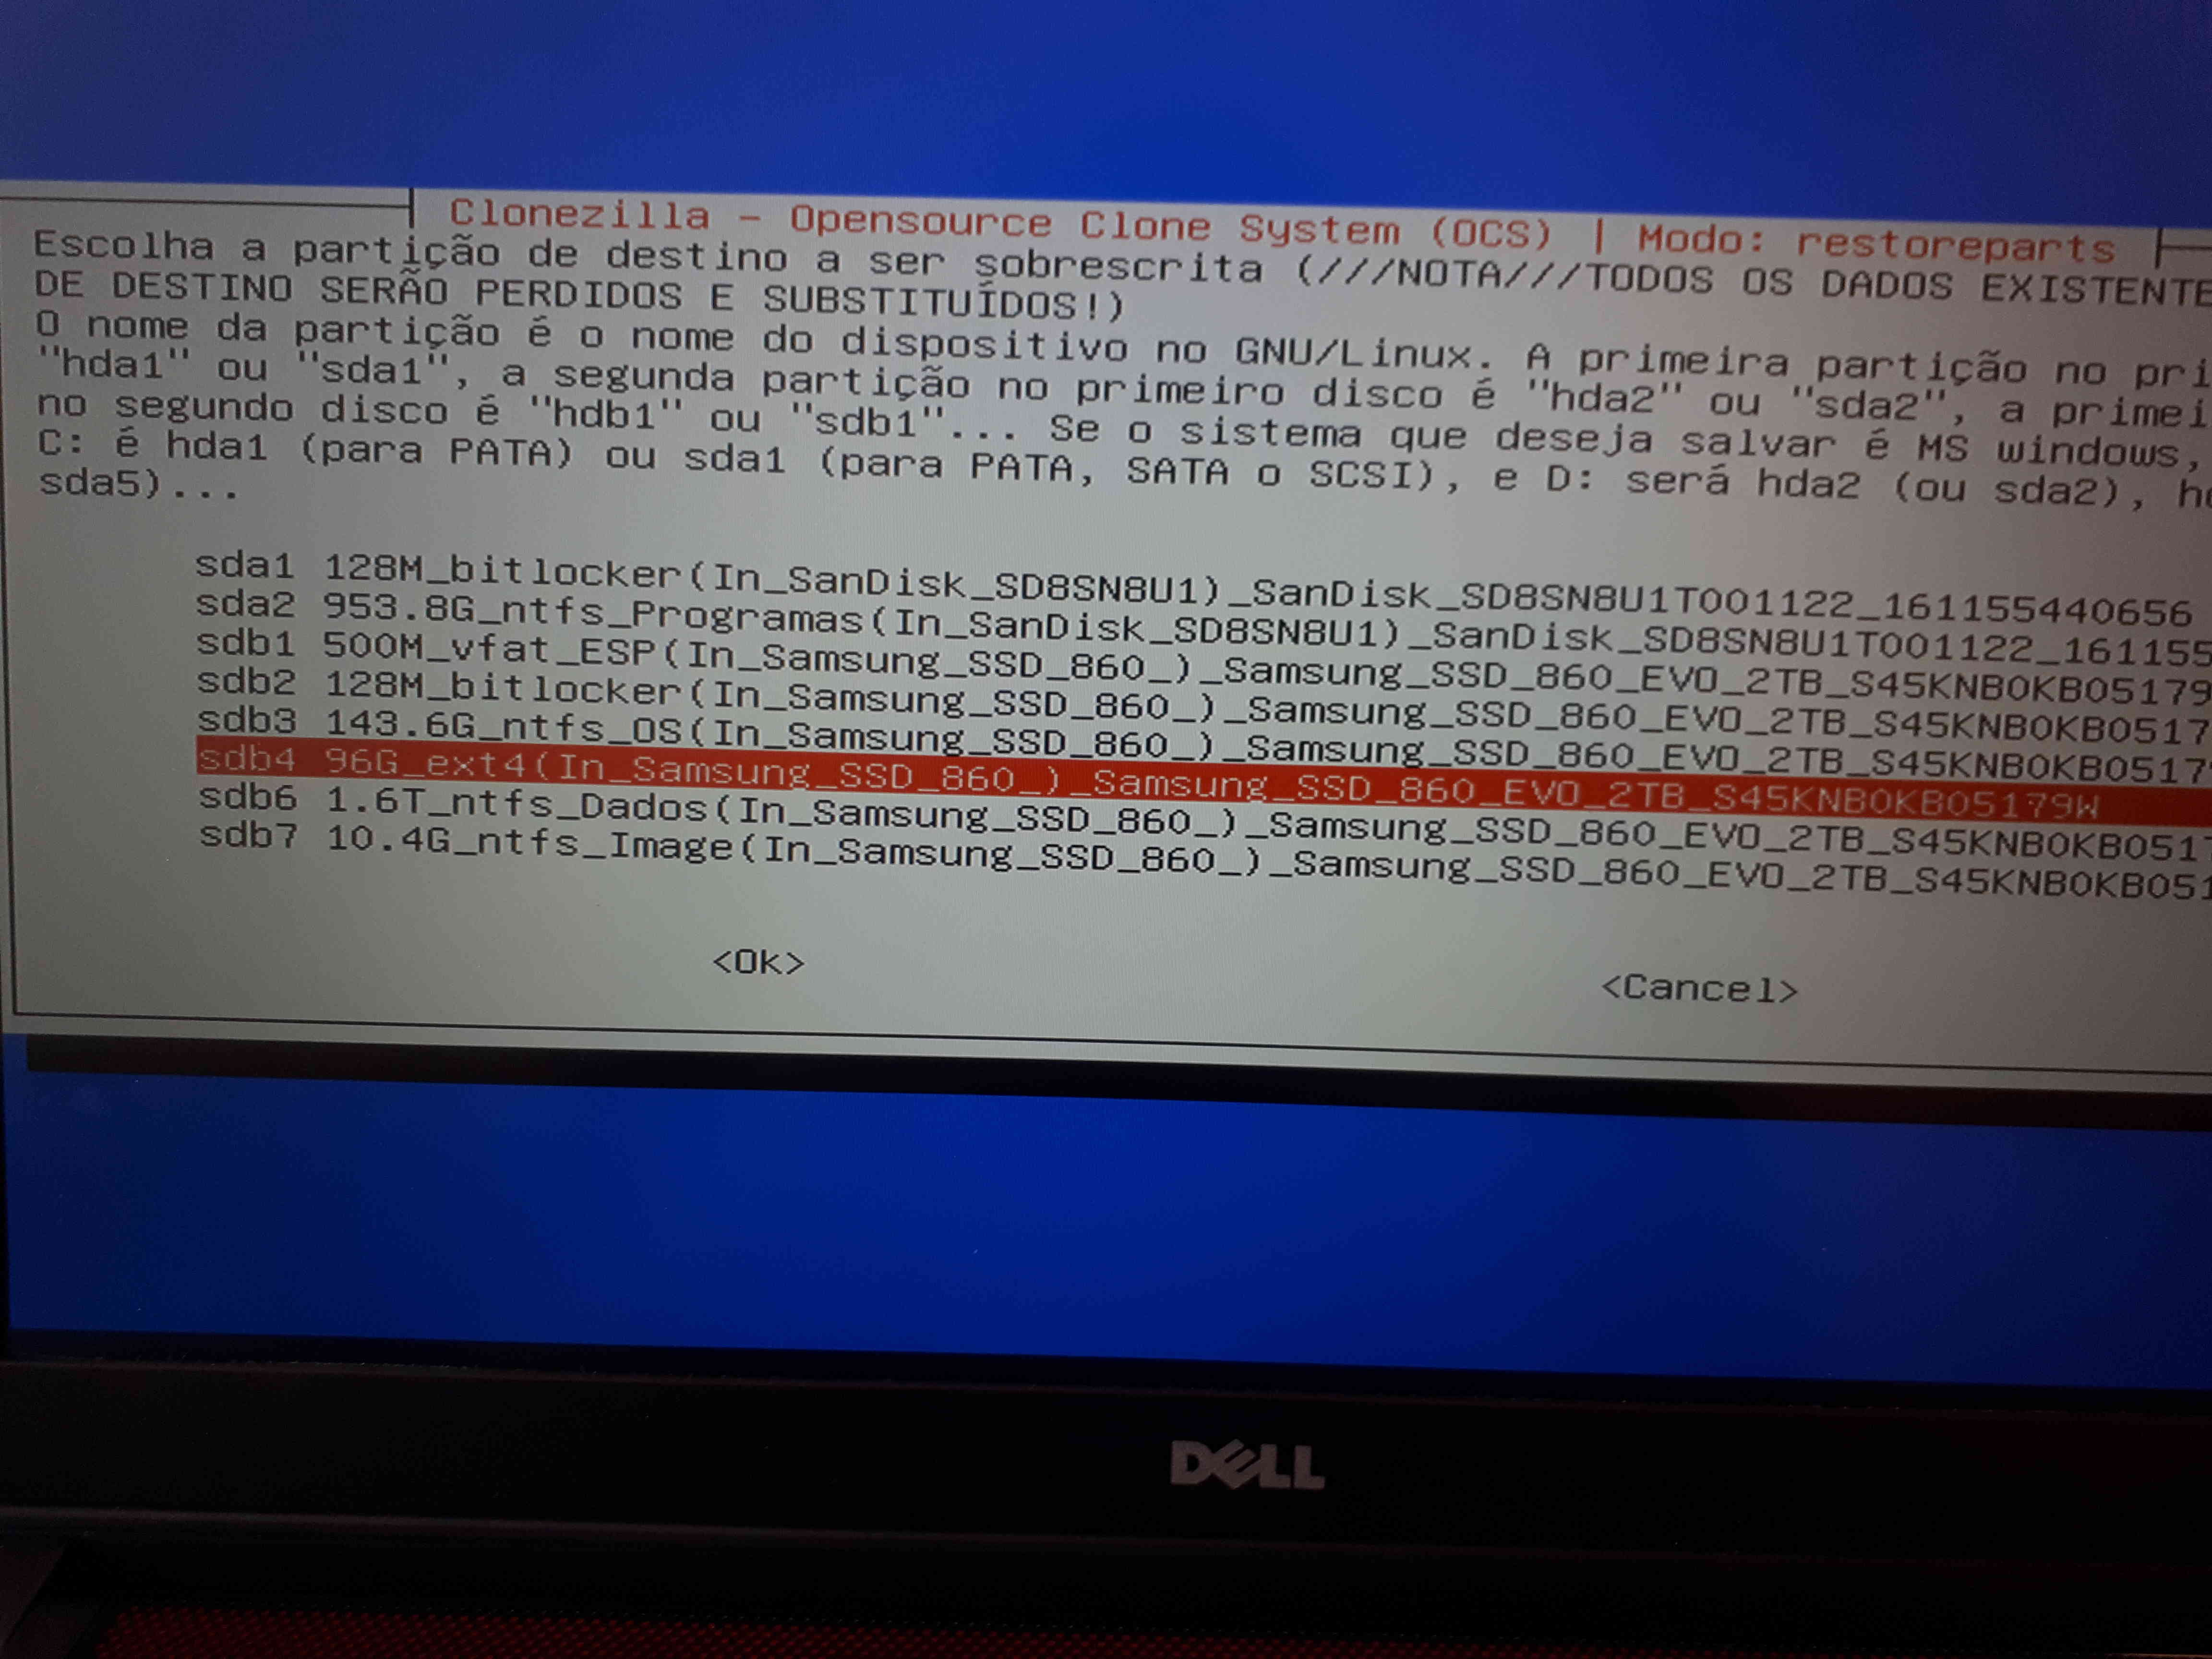 Clonezilla - Opensource Clone System (OCS) | Modo: restoreparts
Escolha a partição de destino a ser sobrescrita (///NOTA///TODOS OS DADOS EXISTENTE
DE DESTINO SERÃO PERDIDOS E SUBSTITUÍDOS!)
O nome da partição é o nome do dispositivo no GNU/Linux. A primeira partição no pri
"hda1" ou "sda1", a segunda partição no primeiro disco é "hda2" ou "sda2", a primei
no segundo disco é "hdb1" ou "sdb1"... Se o sistema que deseja salvar é MS windows,
C: é hda1 (para PATA) ou sda1 (para PATA, SATA o SCSI), e D: será hda2 (ou sda2),
sda5)...
sda1 128M_bitlocker(In_SanDisk_SD8SN8U1)_SanDisk_SD8SN8U1T001122_161155440656
sda2 953.8G_ntfs_Programas(In_SanDisk_SD8SN8U1)_SanDisk_SD8SN8U1T001122_161155
sdb1 500M_vfat_ESP(In_Samsung_SSD_860_)_Samsung_SSD_860_EVO_2TB_S45KNB0KB05179
sdb2 128M_bitlocker(In_Samsung_SSD_860_)_Samsung_SSD_860_EVO_2TB_S45KNB0KB0517
sdb3 143.6G_ntfs_OS(In_Samsung_SSD_860_)_Samsung_SSD_860_EVO_2TB_S45KNB0KB0517
sdb4 96G_ext4(In_Samsung_SSD_860_)_Samsung_SSD_860_EVO_2TB_S45KNB0KB05179W
sdb6 1.6T_ntfs_Dados(In_Samsung_SSD_860_)_Samsung_SSD_860_EVO_2TB_S45KNB0KB051
sdb7 10.4G_ntfs_Image(In_Samsung_SSD_860_)_Samsung_SSD_860_EVO_2TB_S45KNB0KB051
<Ok> <Cancel>
DELL